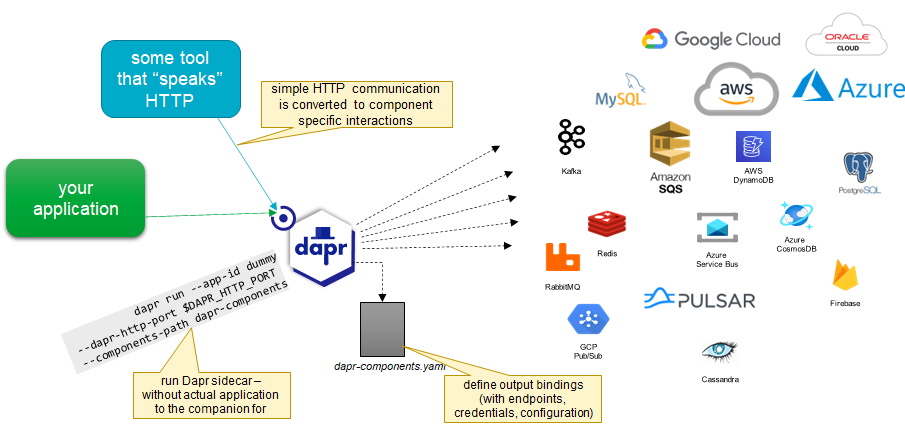 some tool
that “speaks”
HTTP
simple HTTP communication
is converted to component
specific interactions
your
application
dapr
dapr run --app-id dummy
--dapr-http-port $DAPR_HTTP_PORT
--components-path dapr-components
run Dapr sidecar –
without actual application
to the companion for
dapr-components.yaml
define output bindings
(with endpoints,
credentials, configuration)
Google Cloud
ORACLE
CLOUD
MySQL
aws
Azure
Kafka
Amazon
SQS
AWS
DynamoDB
PostgreSQL
Redis
Azure
Service Bus
Azure
CosmosDB
RabbitMQ
PULSAR
Firebase
GCP
Pub/Sub
Cassandra